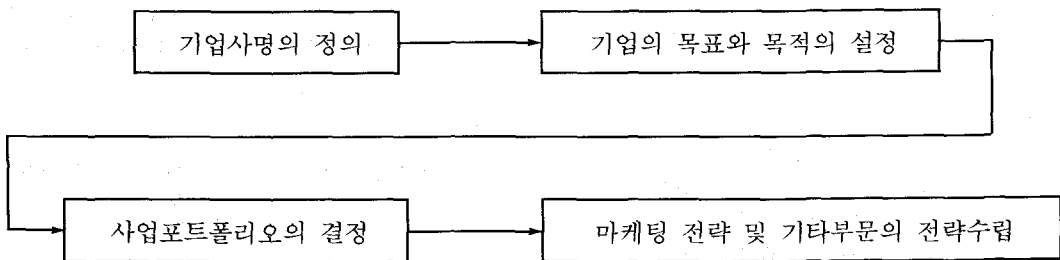 기업사명의 정의
기업의 목표와 목적의 설정
사업포트폴리오의 결정
마케팅 전략 및 기타부문의 전략수립